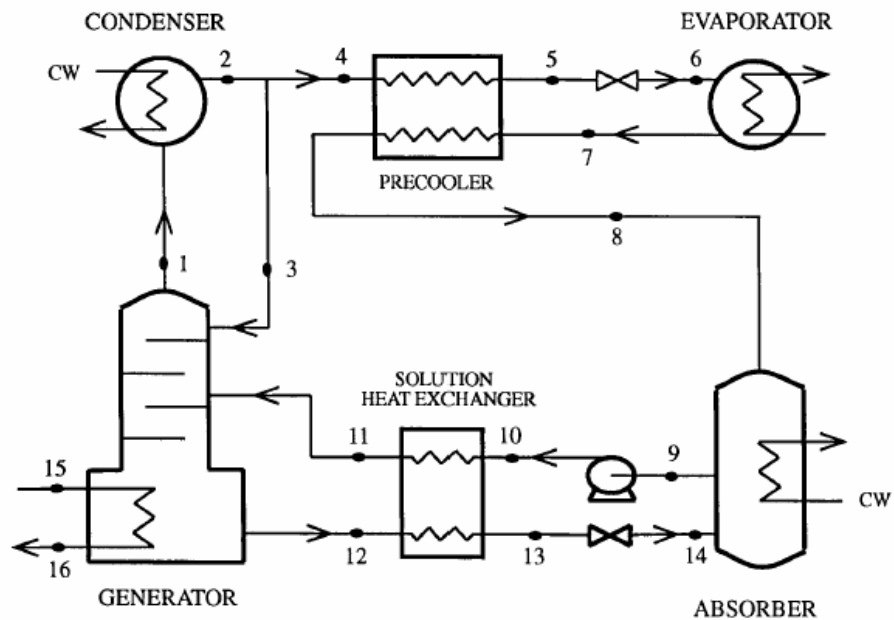 CONDENSER
EVAPORATOR
2
4
5
6
CW
7
PRECOOLER
8
1
3
SOLUTION
HEAT EXCHANGER
11
10
9
15
CW
12
13
14
16
GENERATOR
ABSORBER